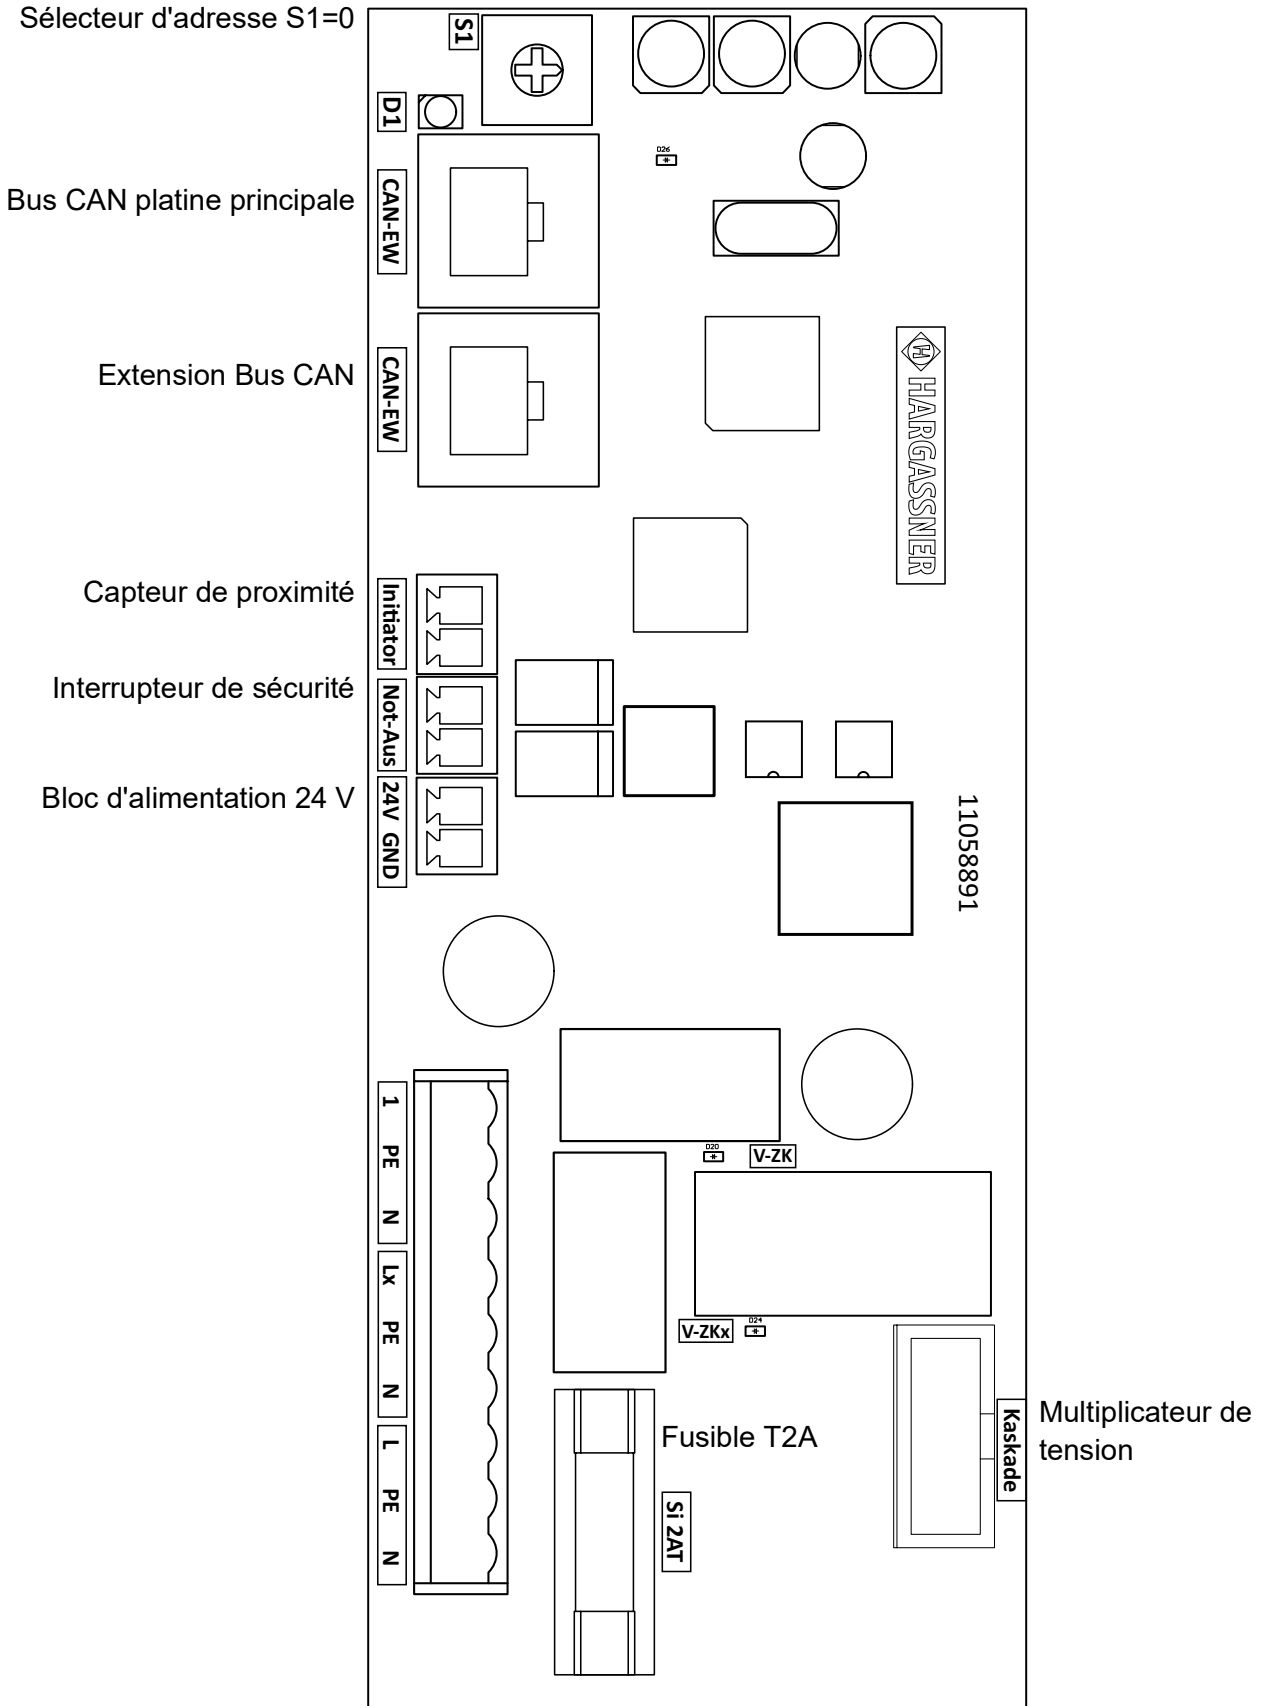 Sélecteur d'adresse S1=0
S1
D1
D26
Bus CAN platine principale
CAN-EW
Extension Bus CAN
CAN-EW
H HARGASSNER
Capteur de proximité
Initiator
Interrupteur de sécurité
Not-Aus
Bloc d'alimentation 24 V
24V GND
11058891
1 PE N
D20
V-ZK
Lx PE N
V-ZKx
D24
L PE N
Fusible T2A
Si 2AT
Kaskade
Multiplicateur de
tension